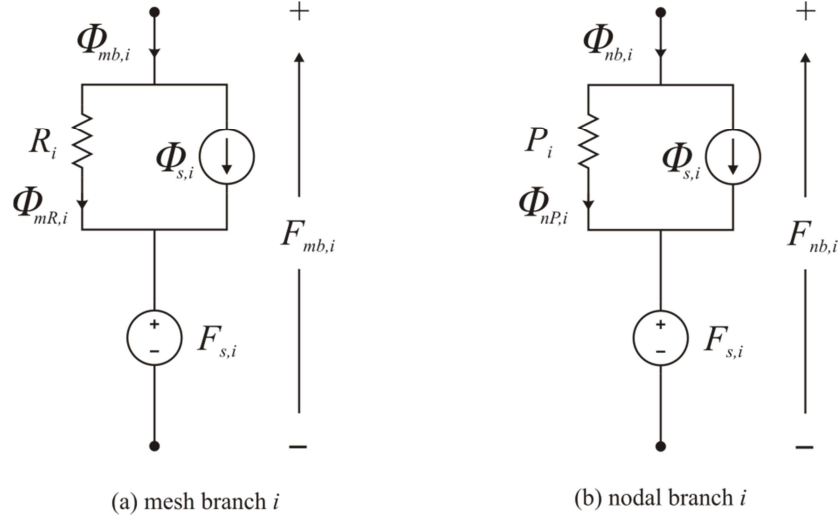 +
+
Φmb,i
Φnb,i
Ri
Φs,i
Pi
Φs,i
ΦmR,i
ΦnP,i
Fmb,i
Fnb,i
+
−
Fs,i
+
−
Fs,i
−
−
(a) mesh branch i
(b) nodal branch i